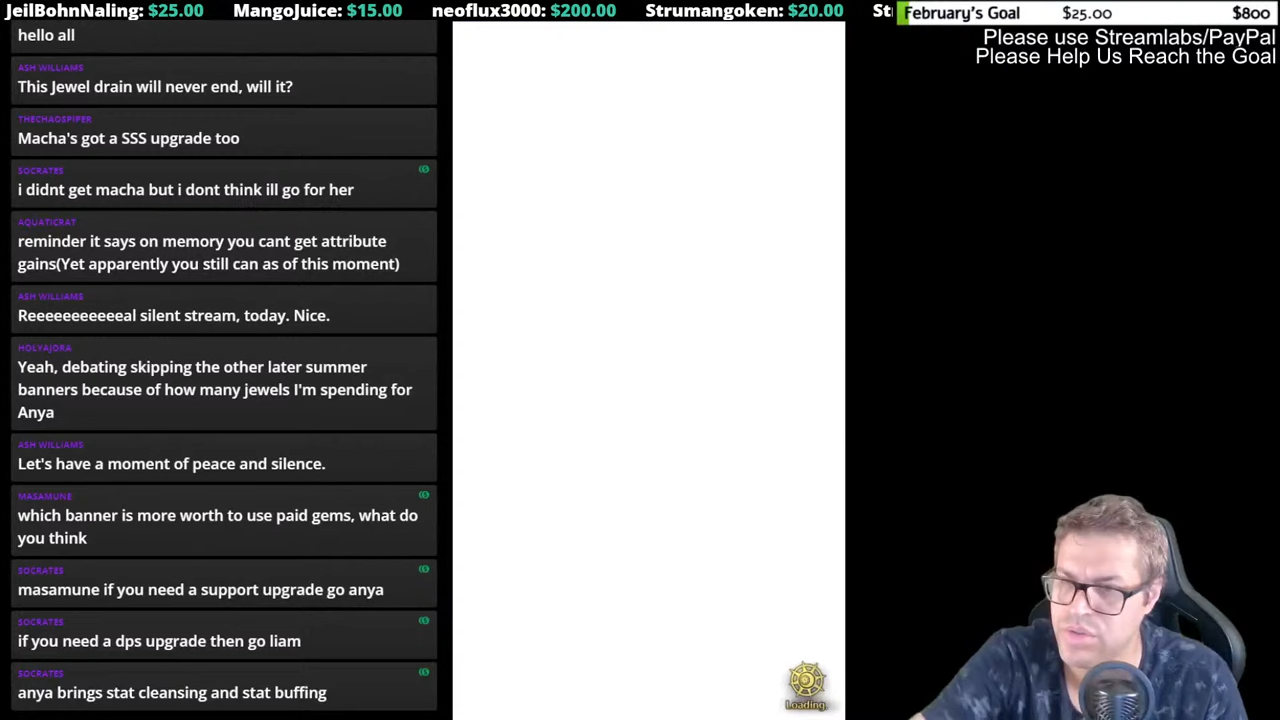 JeilBohnNaling: $25.00 MangoJuice: $15.00 neoflux3000: $200.00 Strumangoken: $20.00 St
February's Goal $25.00 $800
Please use Streamlabs/PayPal
Please Help Us Reach the Goal
hello all
ASH WILLIAMS
This Jewel drain will never end, will it?
THECHAOSPIPER
Macha's got a SSS upgrade too
SOCRATES
i didnt get macha but i dont think ill go for her
AQUATICRAT
reminder it says on memory you cant get attribute
gains(Yet apparently you still can as of this moment)
ASH WILLIAMS
Reeeeeeeeeeal silent stream, today. Nice.
HOLYAJORA
Yeah, debating skipping the other later summer
banners because of how many jewels I'm spending for
Anya
ASH WILLIAMS
Let's have a moment of peace and silence.
MASAMUNE
which banner is more worth to use paid gems, what do
you think
SOCRATES
masamune if you need a support upgrade go anya
SOCRATES
if you need a dps upgrade then go liam
SOCRATES
anya brings stat cleansing and stat buffing
Loading